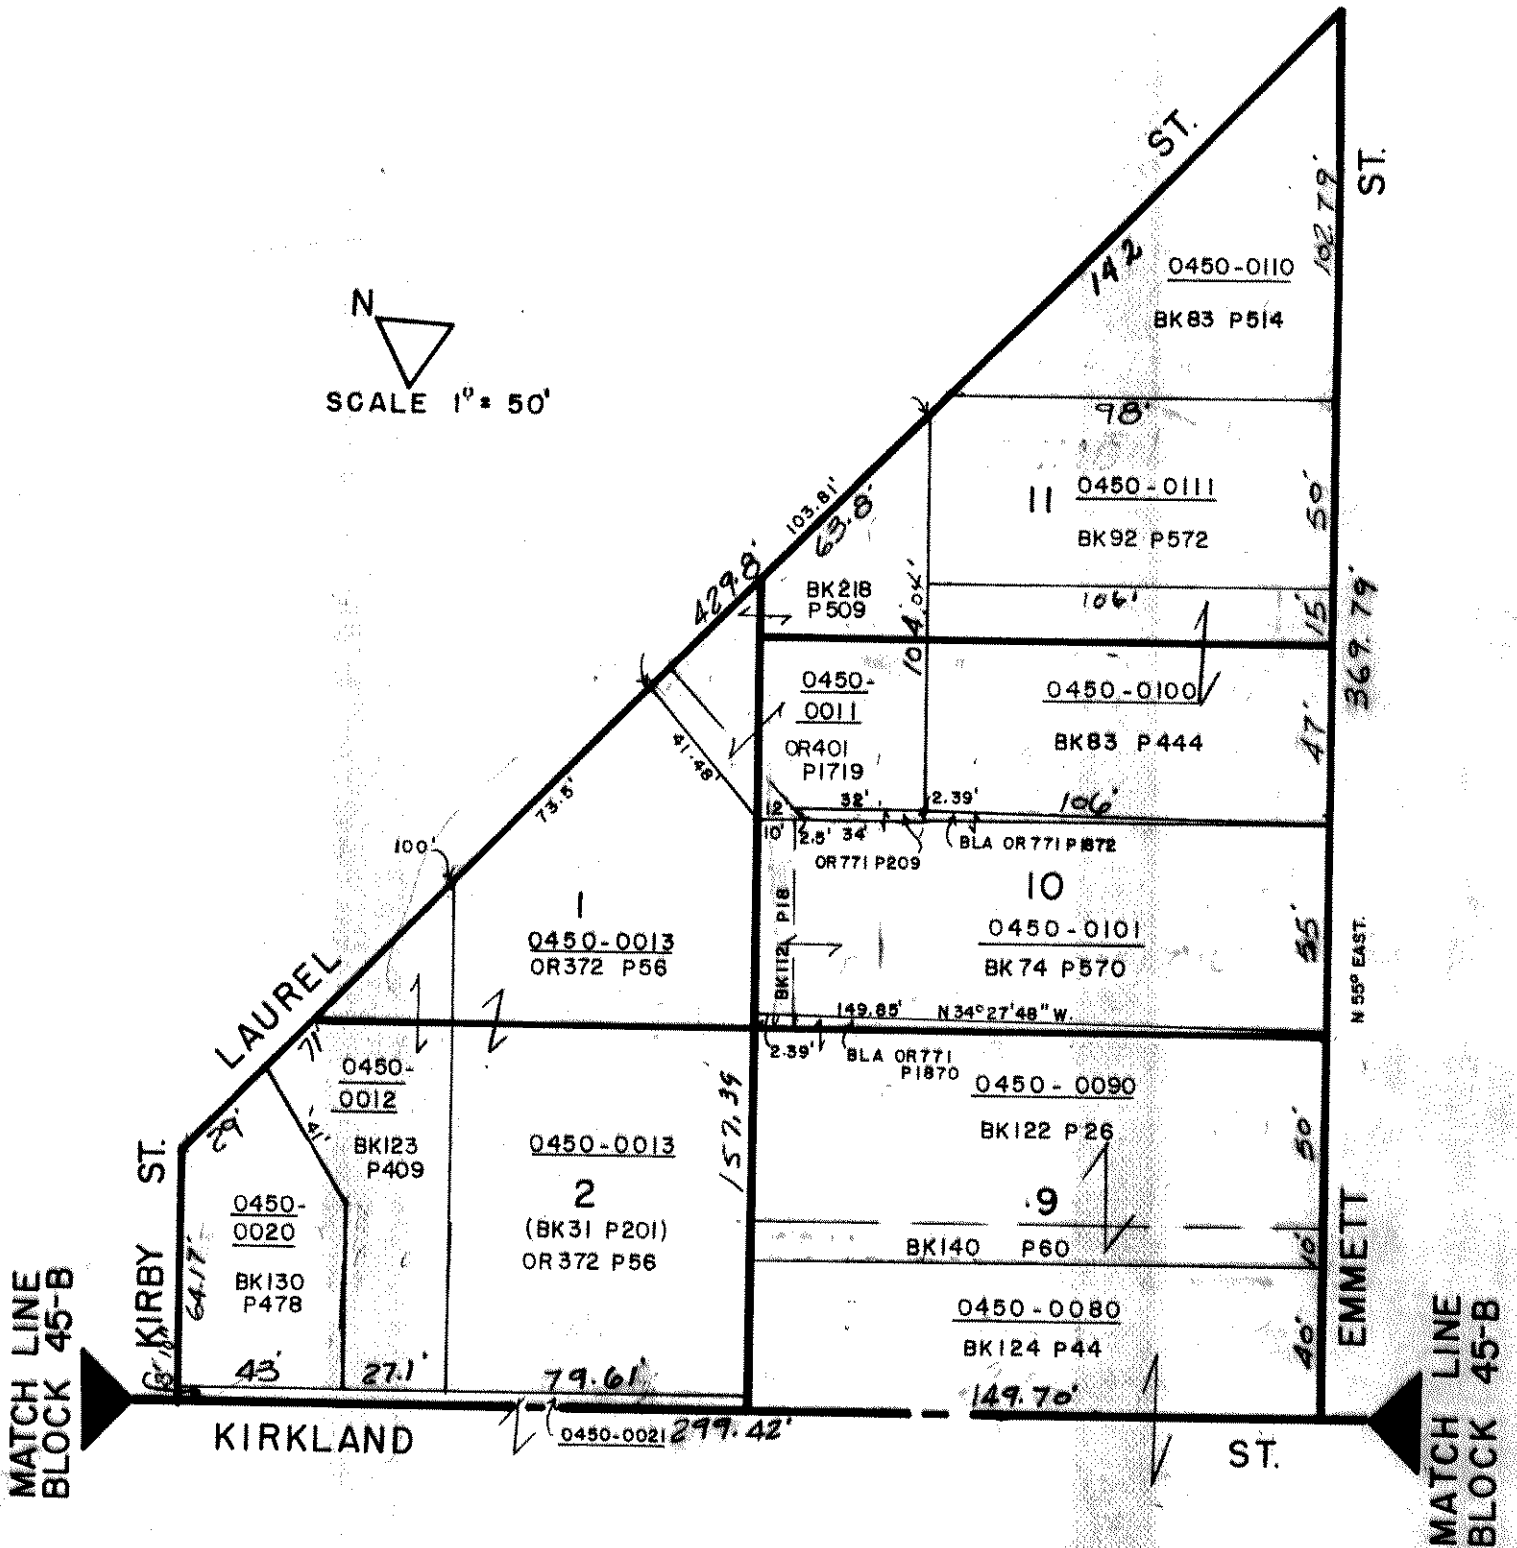 ST.
ST.
102.79'
142
0450-0110
BK83 P514
N
SCALE 1"= 50'
98'
11
0450-0111
BK92 P572
50'
103.81'
63.8'
429.8'
BK218
P509
104.04'
106'
15'
369.79'
0450-
0011
OR401
P1719
0450-0100
BK83 P444
47'
41.48'
73.5'
12'
32'
2.39'
106'
10'
2.5'
34'
OR771 P209
BLA OR771 P1872
100'
1
0450-0013
OR372 P56
10
0450-0101
BK74 P570
BK112 P18
55'
N 55° EAST.
149.85'
N34°27'48"W.
2.39'
BLA OR771
P1870
LAUREL
71'
0450-
0012
BK123
P409
29'
41'
0450-0013
2
(BK31 P201)
OR372 P56
157.39
0450-0090
BK122 P26
50'
9
BK140 P60
10'
0450-0080
BK124 P44
40'
149.70'
0450-
0020
BK130
P478
64.17'
KIRBY ST.
43'
27.1'
79.61'
0450-0021
299.42'
KIRKLAND
ST.
EMMETT
MATCH LINE
BLOCK 45-B
MATCH LINE
BLOCK 45-B